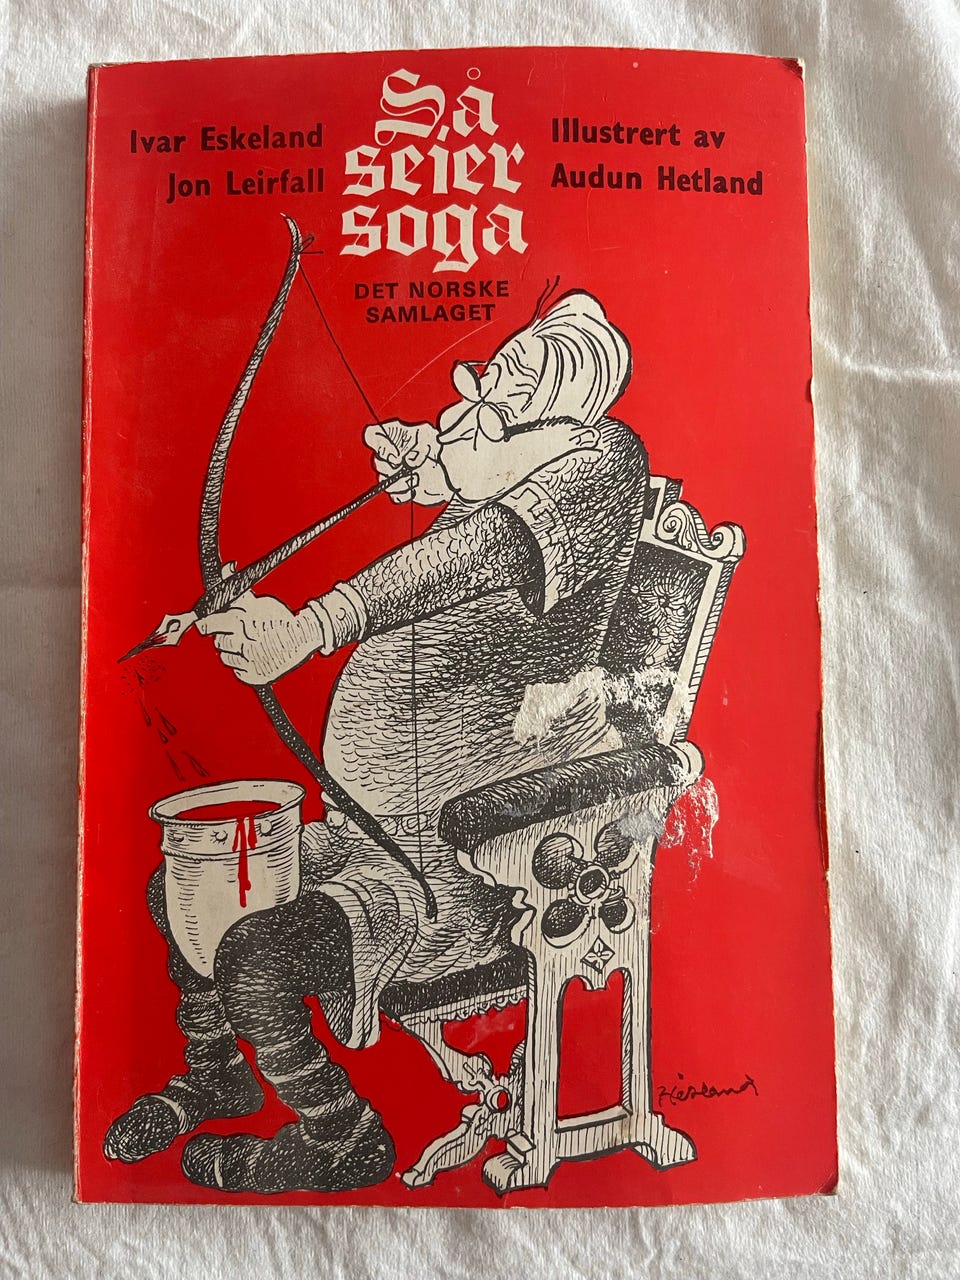 Ivar Eskeland
Jon Leirfall
Så
seier
soga
Illustrert av
Audun Hetland
DET NORSKE
SAMLAGET
Hetland